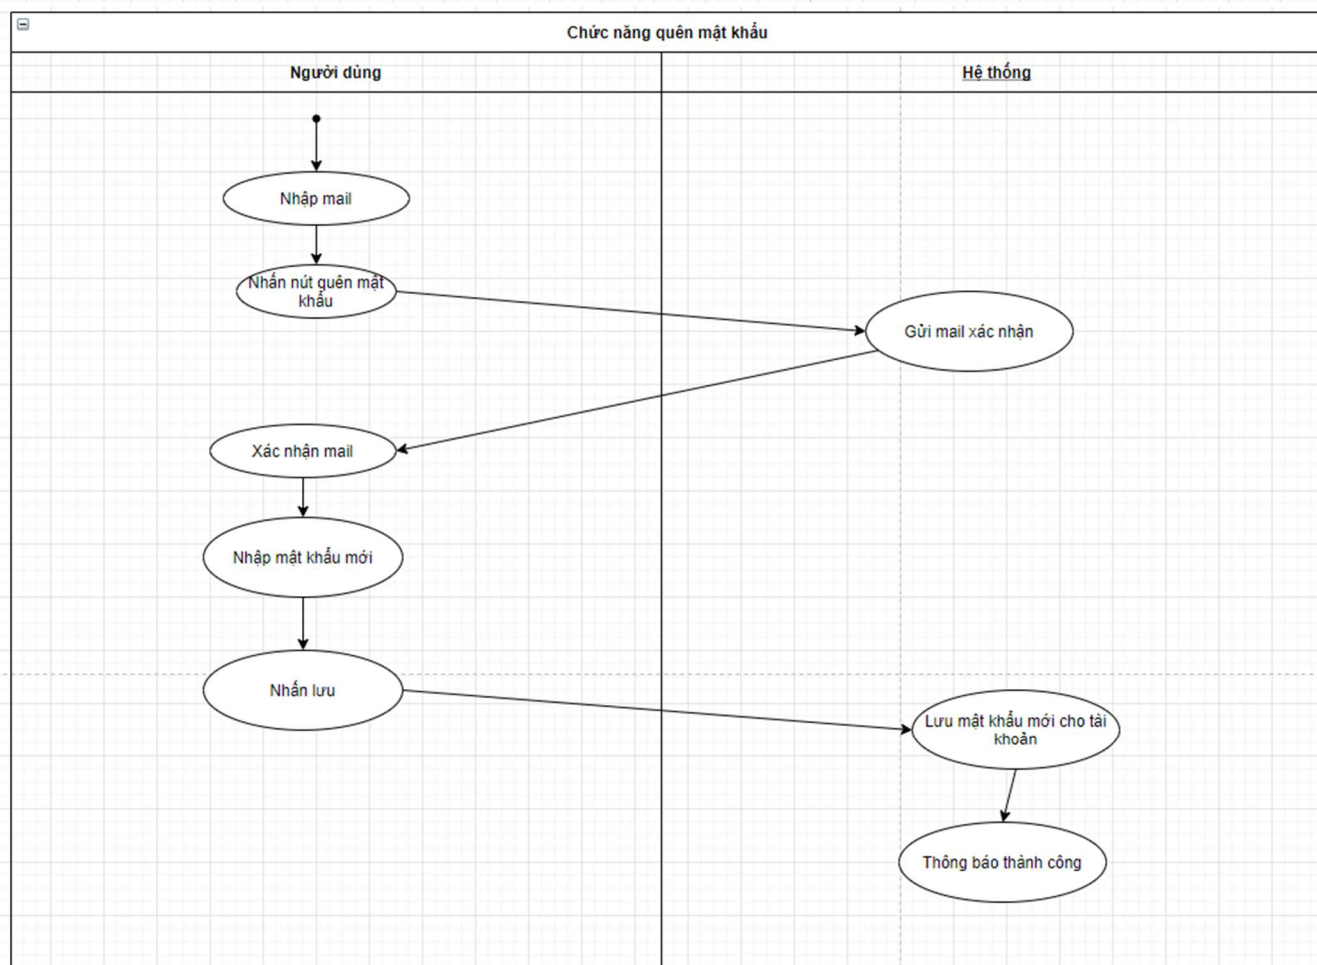 Chức năng quên mật khẩu
Người dùng
Hệ thống
Nhập mail
Nhấn nút quên mật
khẩu
Gửi mail xác nhận
Xác nhận mail
Nhập mật khẩu mới
Nhấn lưu
Lưu mật khẩu mới cho tài
khoản
Thông báo thành công